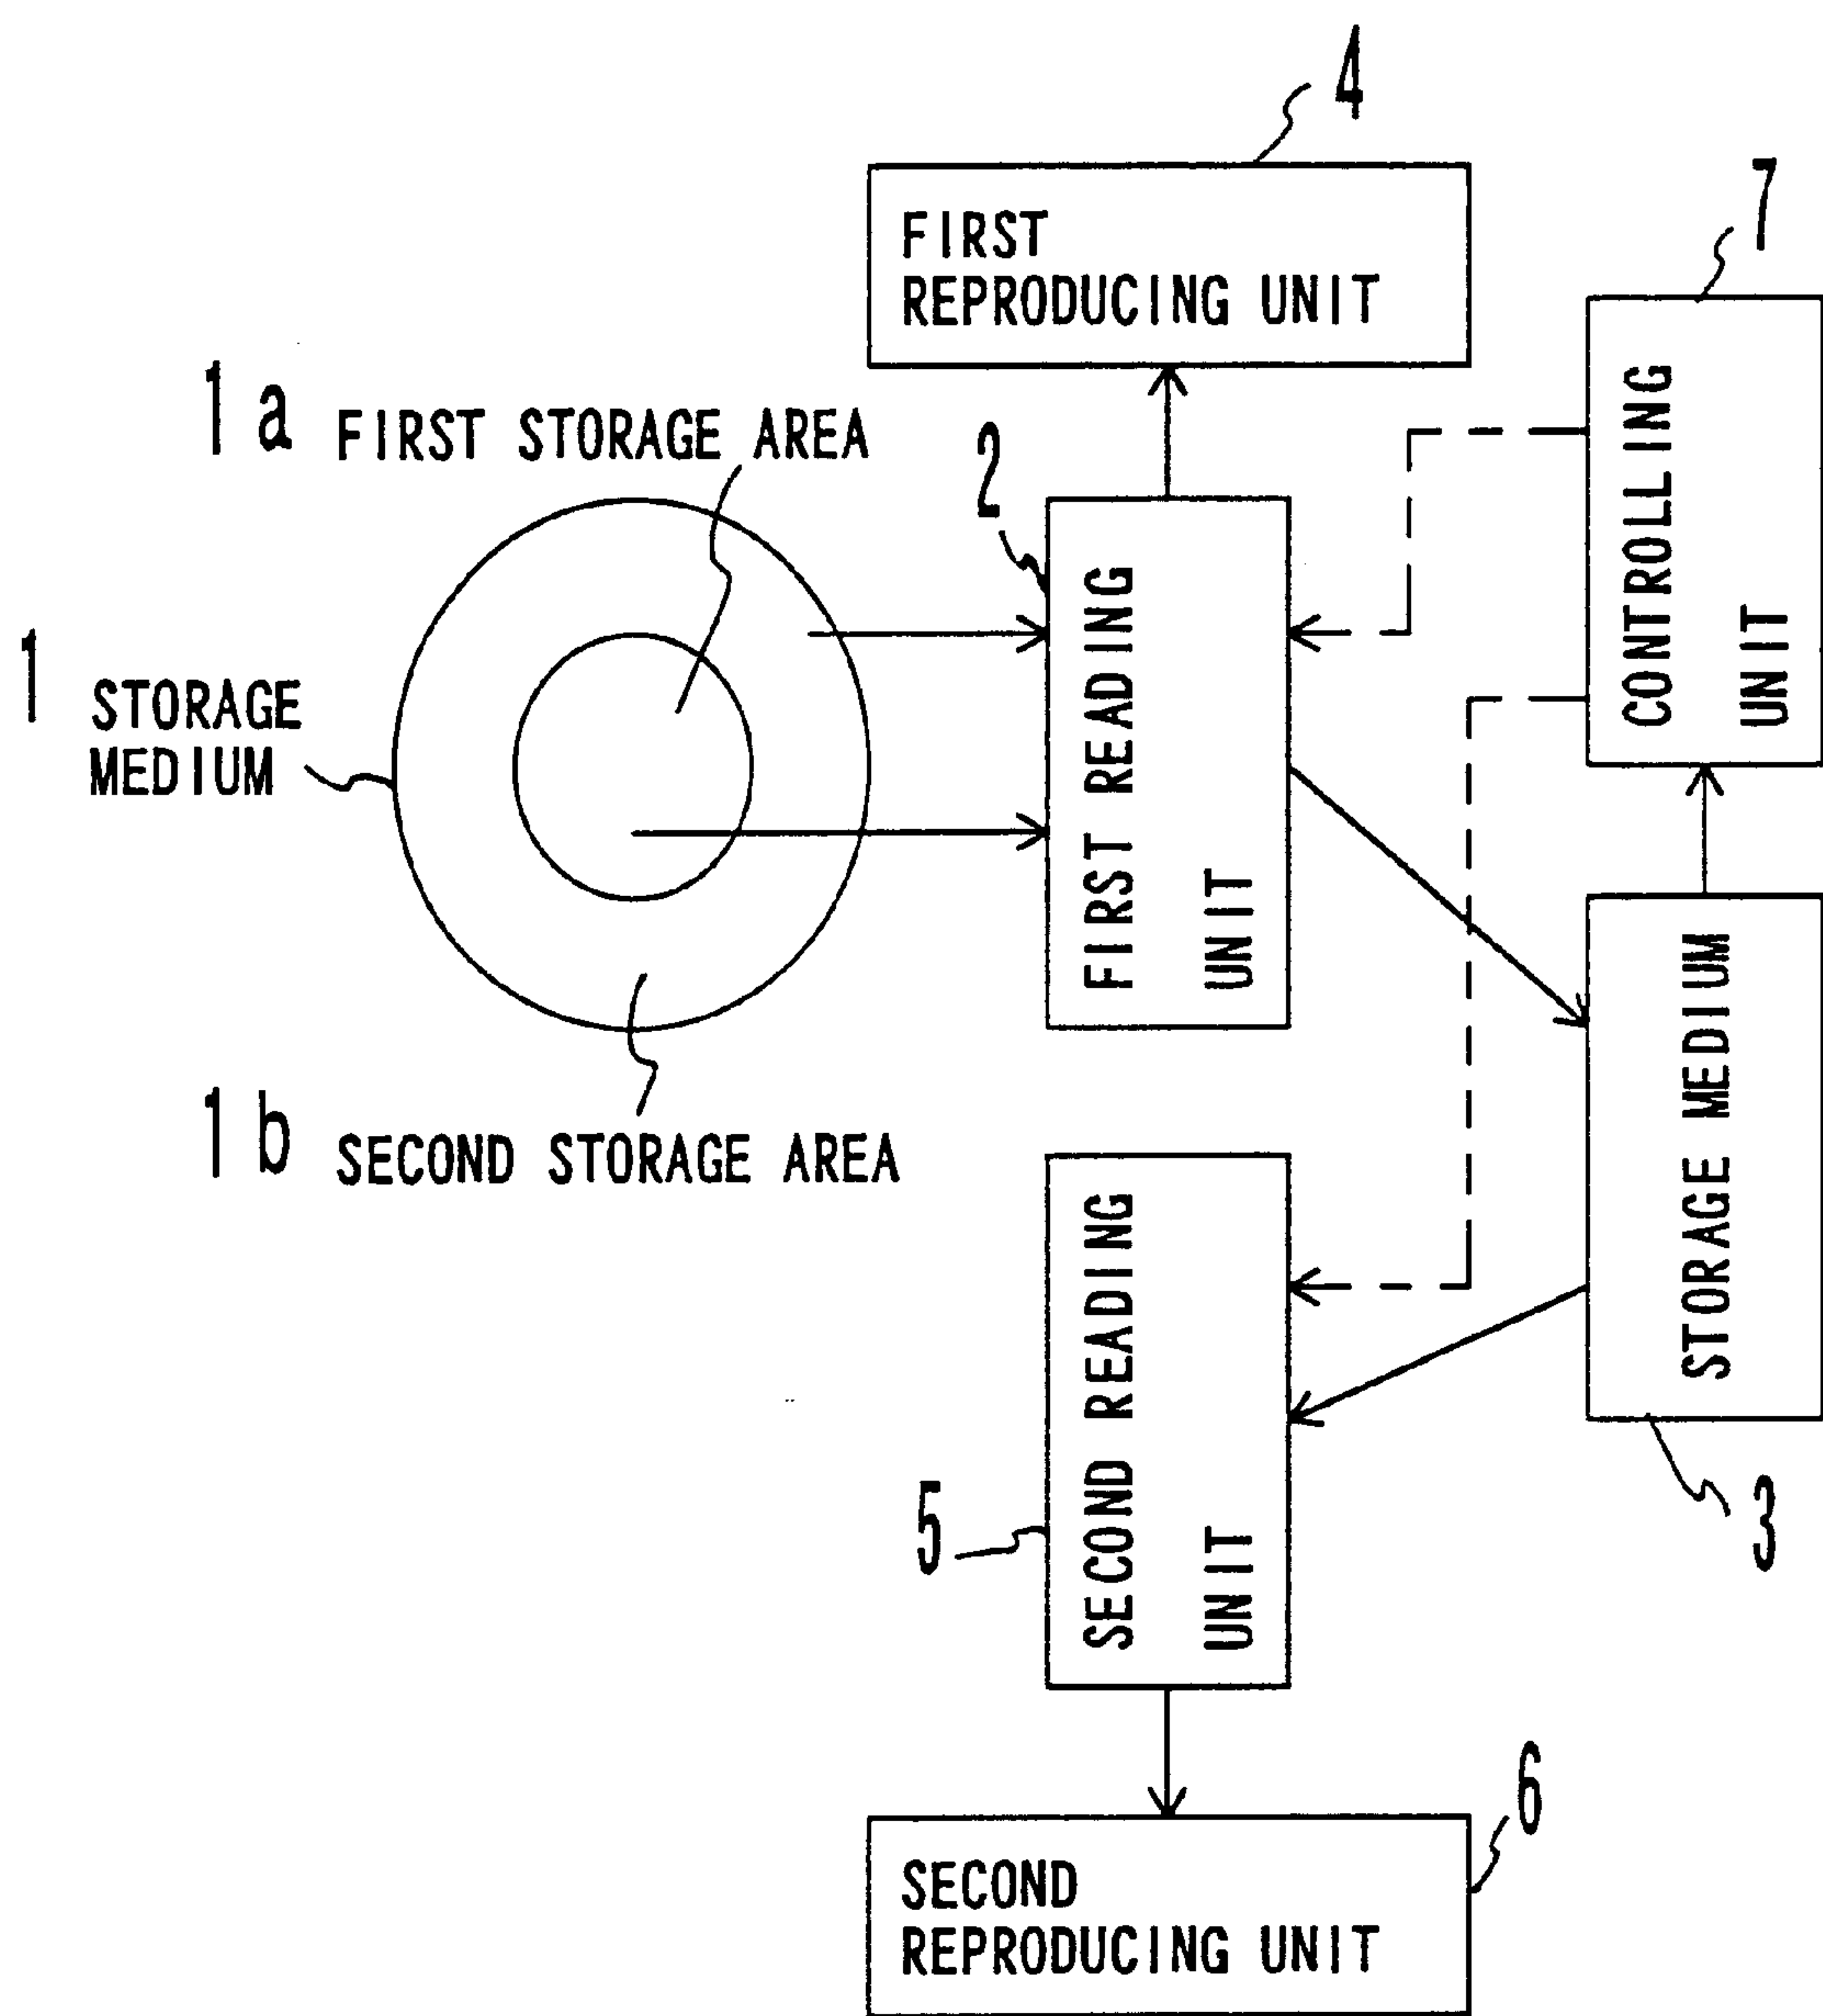 4
FIRST
REPRODUCING UNIT
7
CONTROLLING
UNIT
1a FIRST STORAGE AREA
2
FIRST READING
UNIT
1 STORAGE
MEDIUM
1b SECOND STORAGE AREA
STORAGE MEDIUM
3
5
SECOND READING
UNIT
6
SECOND
REPRODUCING UNIT